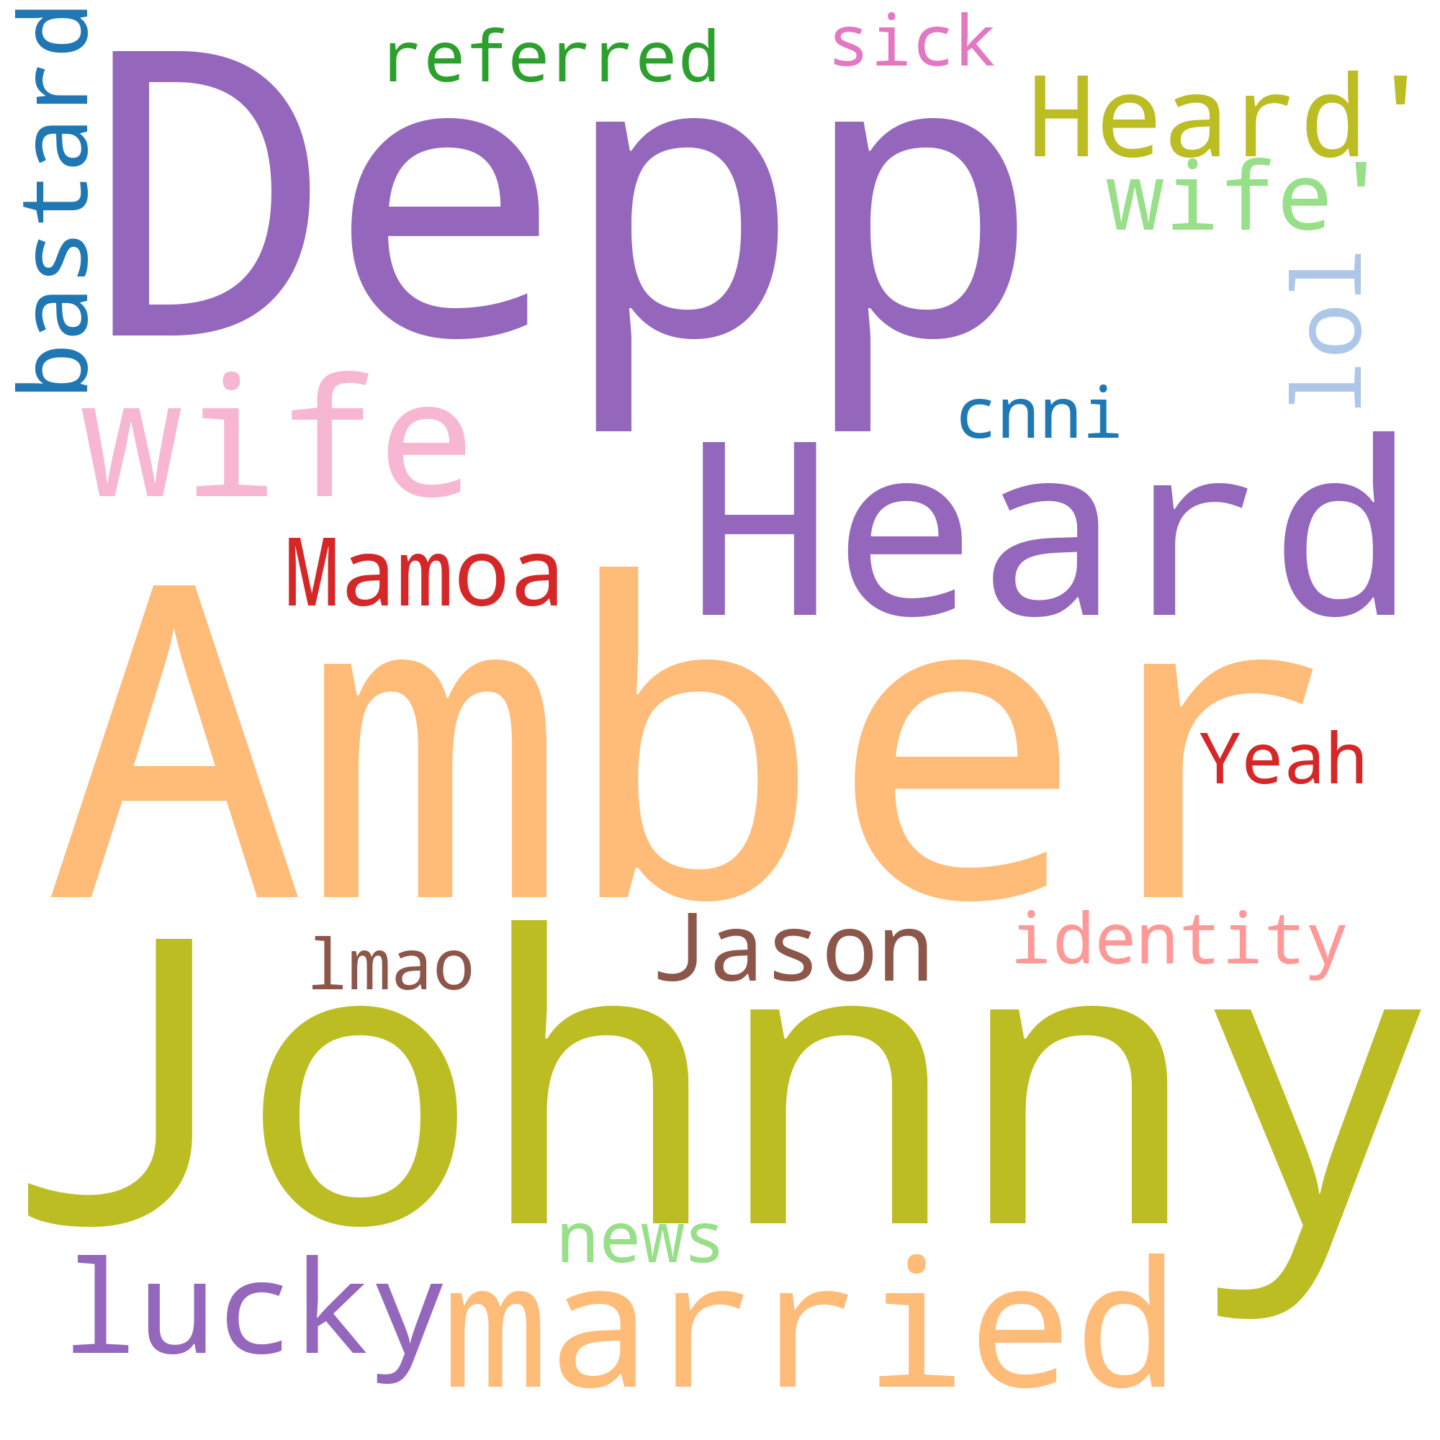 bastard
referred
sick
Depp
Heard'
wife'
lol
wife
cnni
Heard
Mamoa
Amber
Yeah
lmao
Jason
identity
Johnny
news
lucky
married